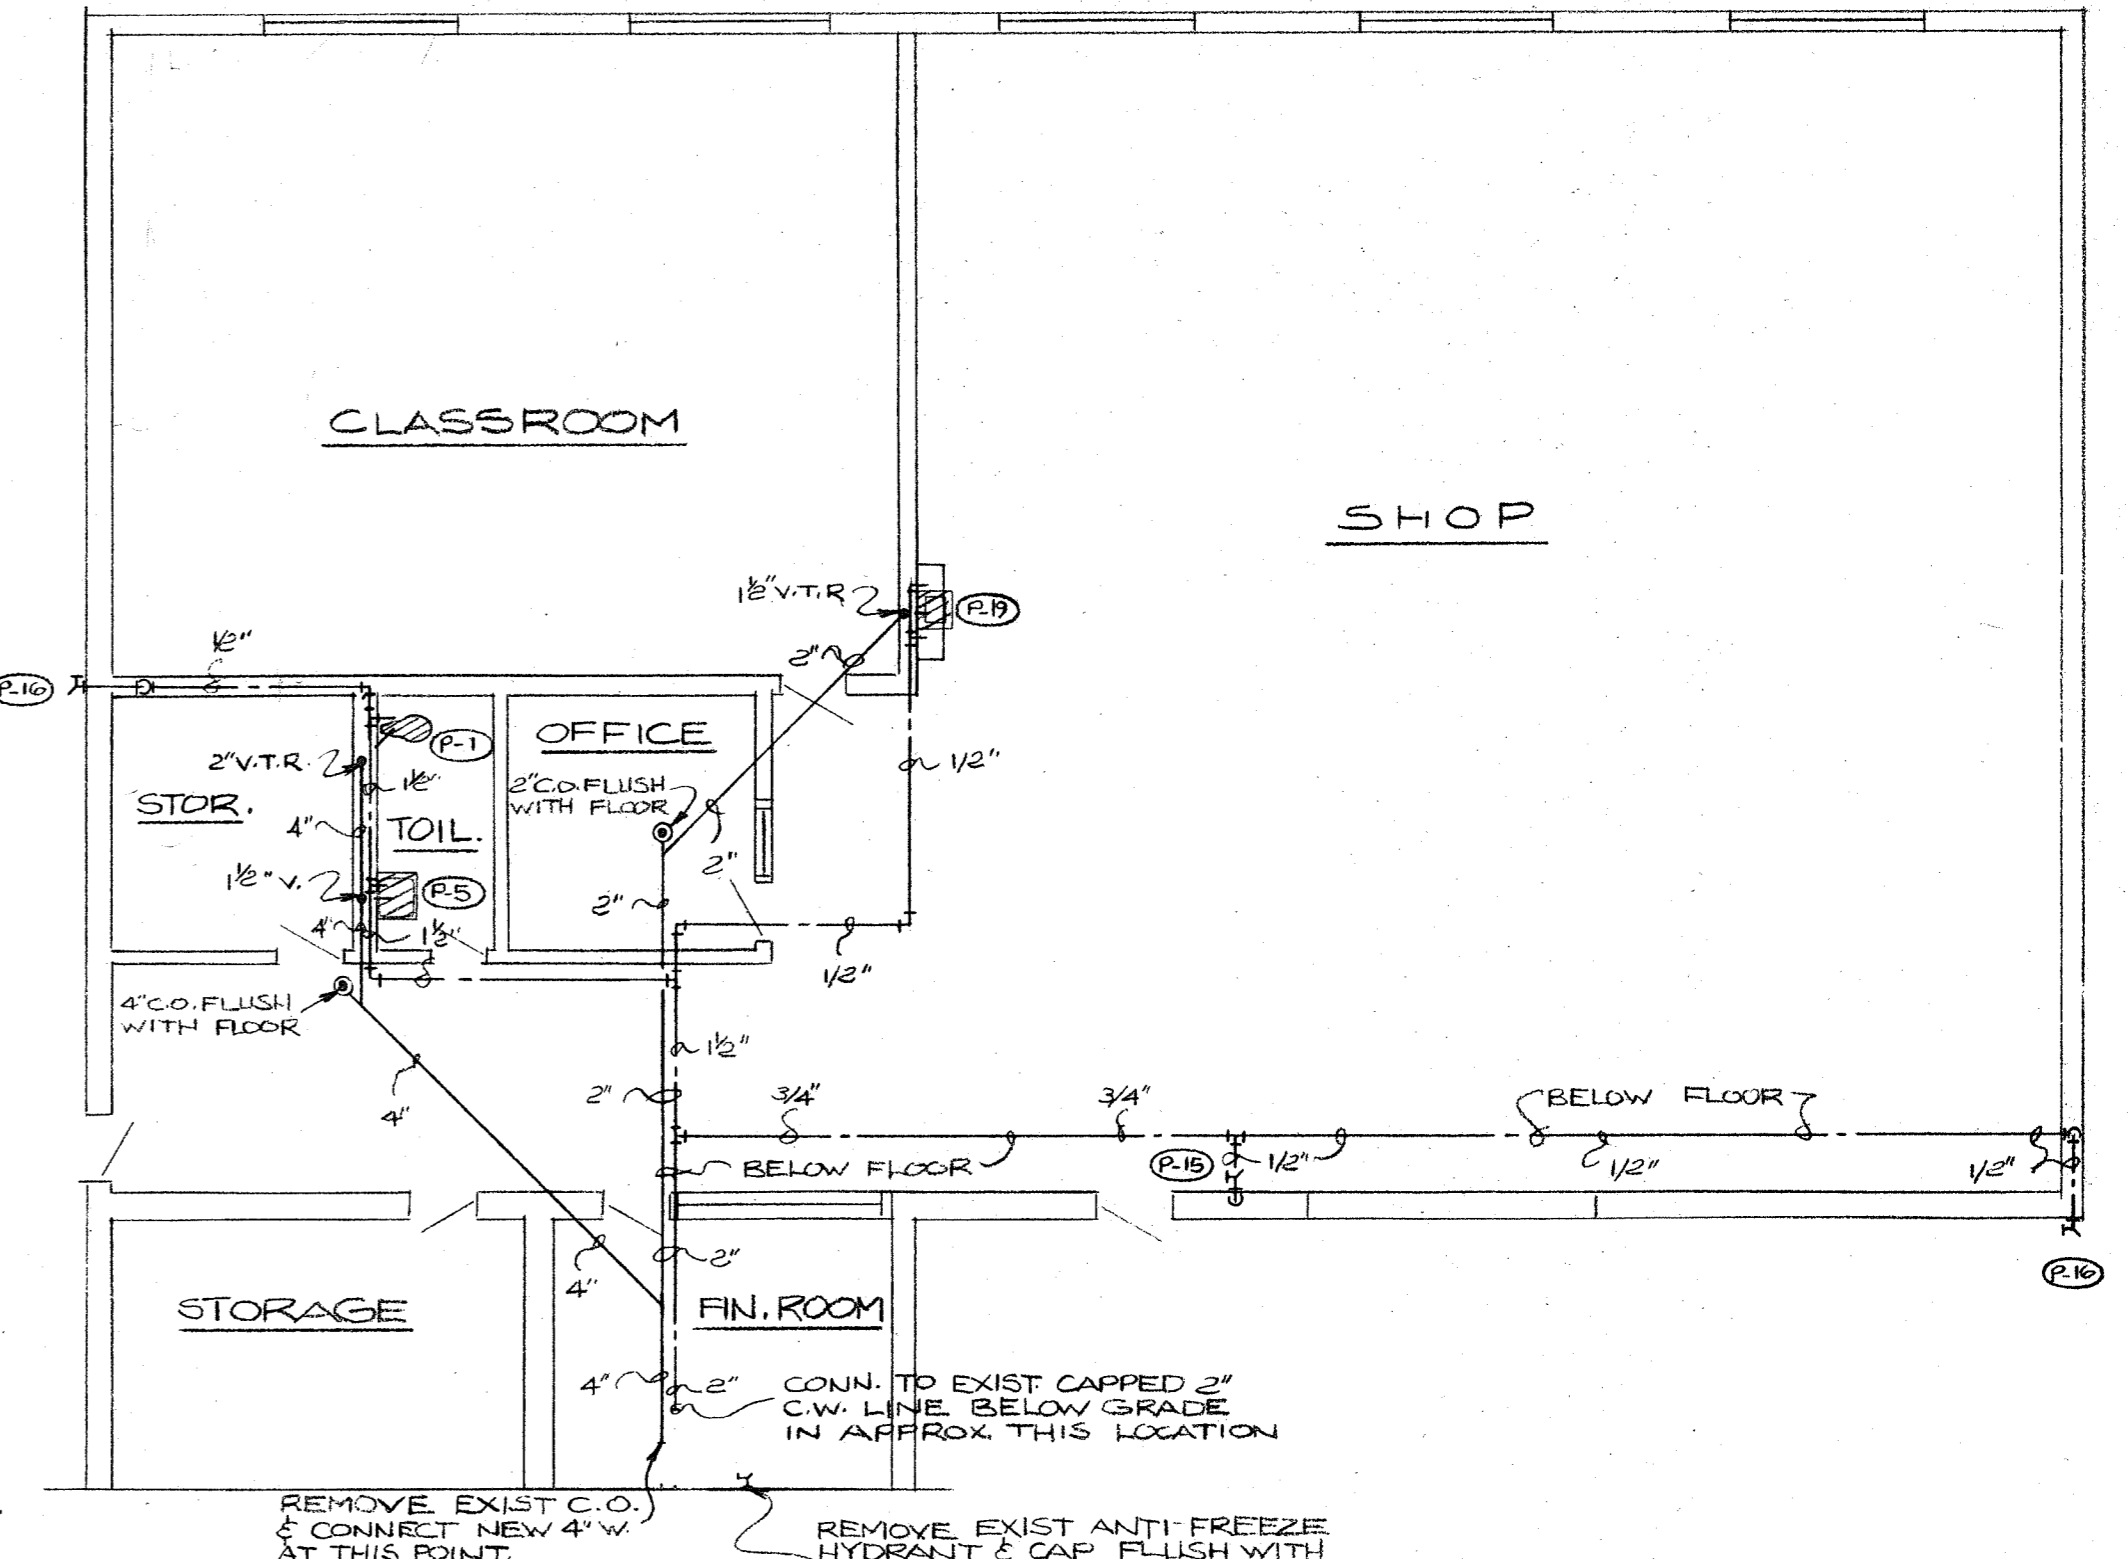 CLASSROOM
SHOP
1½" V.T.R
P-19
2"
½"
P-16
OFFICE
P-1
2" V.T.R.
1½"
2" C.O. FLUSH
WITH FLOOR
1/2"
STOR.
4"
TOIL.
2"
1½" V.
P-5
2"
4"
1½"
1/2"
4" C.O. FLUSH
WITH FLOOR
1½"
4"
2"
3/4"
3/4"
BELOW FLOOR
BELOW FLOOR
P-15
1/2"
1/2"
1/2"
2"
4"
P-16
STORAGE
FIN. ROOM
4"
2"
CONN. TO EXIST. CAPPED 2"
C.W. LINE BELOW GRADE
IN APPROX. THIS LOCATION
REMOVE EXIST C.O.
& CONNECT NEW 4" W.
AT THIS POINT.
REMOVE EXIST ANTI-FREEZE
HYDRANT & CAP FLUSH WITH